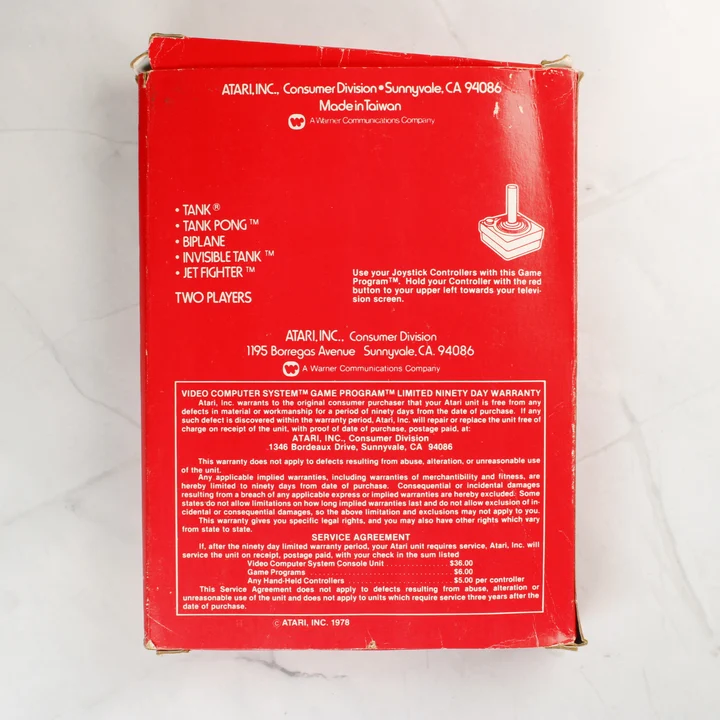 ATARI, INC., Consumer Division • Sunnyvale, CA 94086
Made in Taiwan
A Warner Communications Company
• TANK ®
• TANK PONG ™
• BIPLANE
• INVISIBLE TANK ™
• JET FIGHTER ™
TWO PLAYERS
Use your Joystick Controllers with this Game
Program™. Hold your Controller with the red
button to your upper left towards your televi-
sion screen.
ATARI, INC., Consumer Division
1195 Borregas Avenue Sunnyvale, CA. 94086
A Warner Communications Company
VIDEO COMPUTER SYSTEM™ GAME PROGRAM™ LIMITED NINETY DAY WARRANTY
Atari, Inc. warrants to the original consumer purchaser that your Atari unit is free from any
defects in material or workmanship for a period of ninety days from the date of purchase. If any
such defect is discovered within the warranty period, Atari, Inc. will repair or replace the unit free of
charge on receipt of the unit, with proof of date of purchase, postage paid, at:
ATARI, INC., Consumer Division
1346 Bordeaux Drive, Sunnyvale, CA 94086
This warranty does not apply to defects resulting from abuse, alteration, or unreasonable use
of the unit.
Any applicable implied warranties, including warranties of merchantibility and fitness, are
hereby limited to ninety days from date of purchase. Consequential or incidental damages
resulting from a breach of any applicable express or implied warranties are hereby excluded. Some
states do not allow limitations on how long implied warranties last and do not allow exclusion of in-
cidental or consequential damages, so the above limitation and exclusions may not apply to you.
This warranty gives you specific legal rights, and you may also have other rights which vary
from state to state.
SERVICE AGREEMENT
If, after the ninety day limited warranty period, your Atari unit requires service, Atari, Inc. will
service the unit on receipt, postage paid, with your check in the sum listed
Video Computer System Console Unit ............... $36.00
Game Programs ............... $6.00
Any Hand-Held Controllers ............... $5.00 per controller
This Service Agreement does not apply to defects resulting from abuse, alteration or
unreasonable use of the unit and does not apply to units which require service three years after the
date of purchase.
© ATARI, INC. 1978